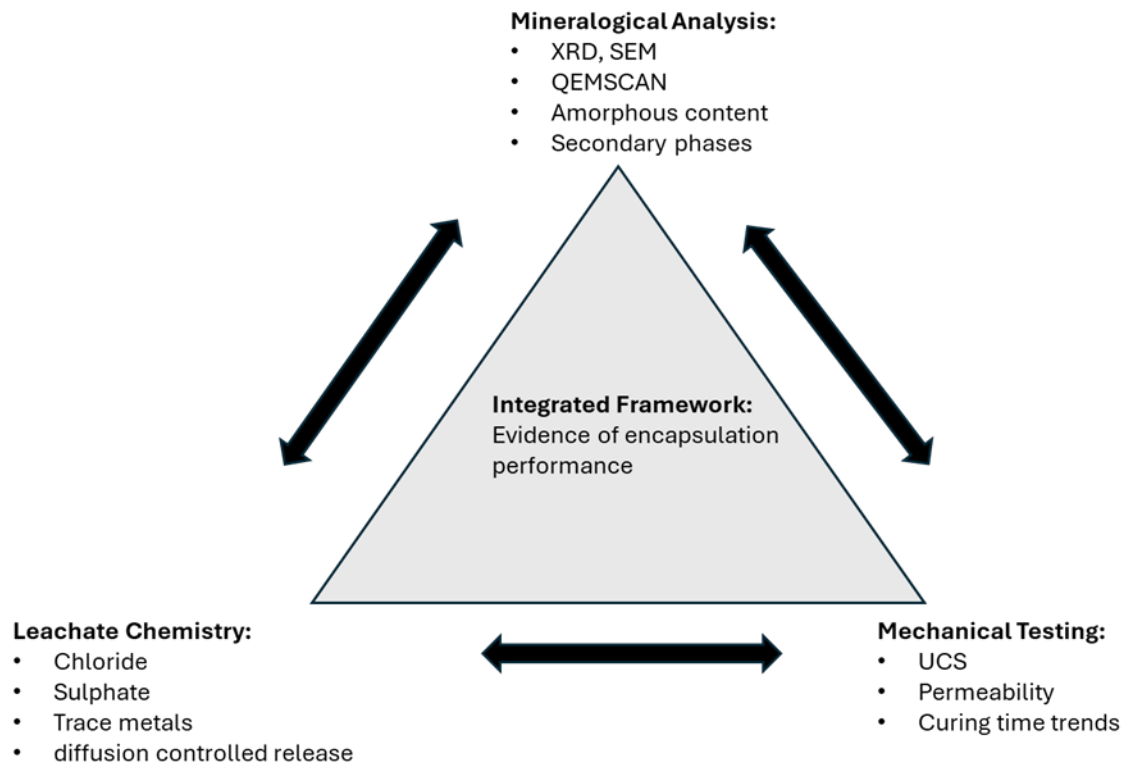 Mineralogical Analysis:
• XRD, SEM
• QEMSCAN
• Amorphous content
• Secondary phases
Integrated Framework:
Evidence of encapsulation
performance
Leachate Chemistry:
• Chloride
• Sulphate
• Trace metals
• diffusion controlled release
Mechanical Testing:
• UCS
• Permeability
• Curing time trends